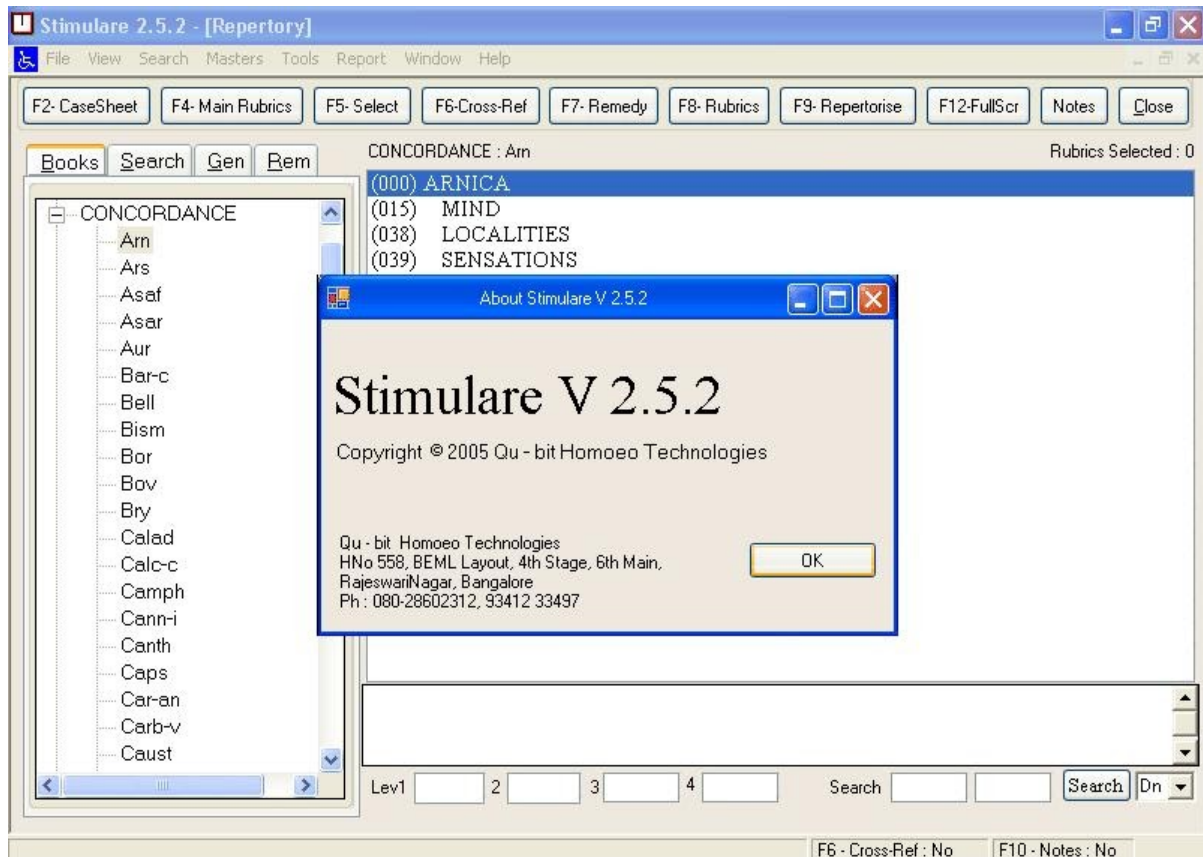 Stimulare 2.5.2 - [Repertory]
File View Search Masters Tools Report Window Help
F2- CaseSheet F4- Main Rubrics F5- Select F6-Cross-Ref F7- Remedy F8- Rubrics F9- Repertorise F12-FullScr Notes Close
Books Search Gen Rem
CONCORDANCE : Arn
Rubrics Selected : 0
CONCORDANCE
Arn
Ars
Asaf
Asar
Aur
Bar-c
Bell
Bism
Bor
Bov
Bry
Calad
Calc-c
Camph
Cann-i
Canth
Caps
Car-an
Carb-v
Caust
(000) ARNICA
(015) MIND
(038) LOCALITIES
(039) SENSATIONS
About Stimulare V 2.5.2
Stimulare V 2.5.2
Copyright © 2005 Qu - bit Homoeo Technologies
Qu - bit Homoeo Technologies
HNo 558, BEML Layout, 4th Stage, 6th Main,
RajeswariNagar, Bangalore
Ph : 080-28602312, 93412 33497
OK
Lev1 2 3 4 Search Search Dn
F6 - Cross-Ref : No F10 - Notes : No